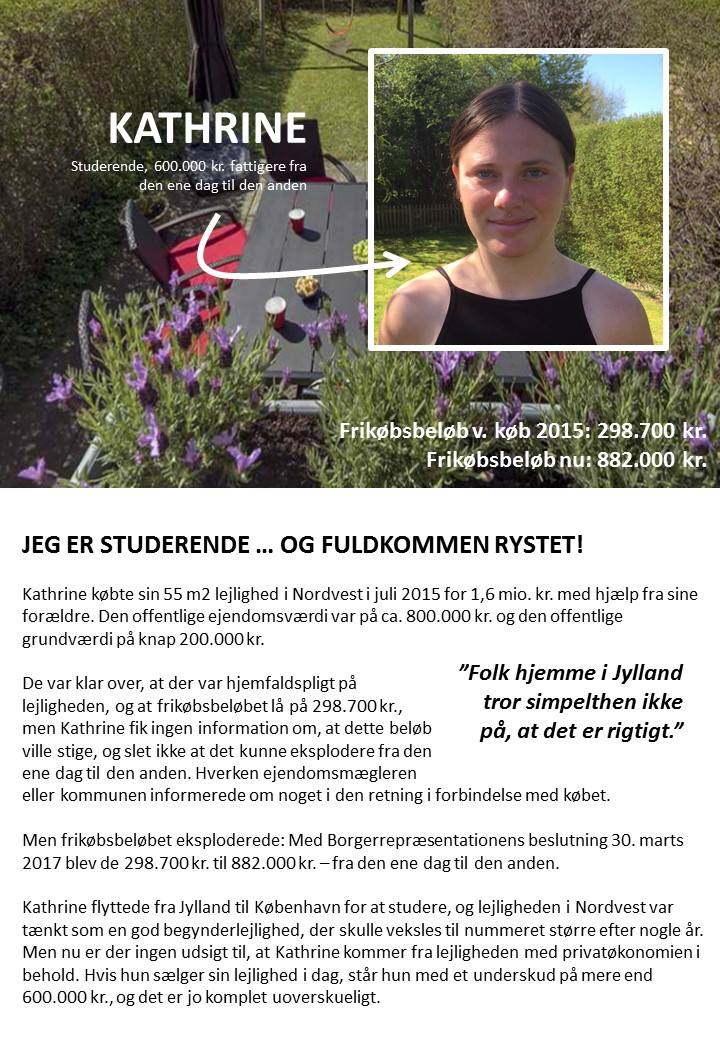 KATHRINE
Studerende, 600.000 kr. fattigere fra
den ene dag til den anden
Frikøbsbeløb v. køb 2015: 298.700 kr.
Frikøbsbeløb nu: 882.000 kr.
JEG ER STUDERENDE … OG FULDKOMMEN RYSTET!
Kathrine købte sin 55 m2 lejlighed i Nordvest i juli 2015 for 1,6 mio. kr. med hjælp fra sine
forældre. Den offentlige ejendomsværdi var på ca. 800.000 kr. og den offentlige
grundværdi på knap 200.000 kr.
De var klar over, at der var hjemfaldspligt på
lejligheden, og at frikøbsbeløbet lå på 298.700 kr.,
men Kathrine fik ingen information om, at dette beløb
ville stige, og slet ikke at det kunne eksplodere fra den
ene dag til den anden. Hverken ejendomsmægleren
eller kommunen informerede om noget i den retning i forbindelse med købet.
”Folk hjemme i Jylland
tror simpelthen ikke
på, at det er rigtigt.”
Men frikøbsbeløbet eksploderede: Med Borgerrepræsentationens beslutning 30. marts
2017 blev de 298.700 kr. til 882.000 kr. – fra den ene dag til den anden.
Kathrine flyttede fra Jylland til København for at studere, og lejligheden i Nordvest var
tænkt som en god begynderlejlighed, der skulle veksles til nummeret større efter nogle år.
Men nu er der ingen udsigt til, at Kathrine kommer fra lejligheden med privatøkonomien i
behold. Hvis hun sælger sin lejlighed i dag, står hun med et underskud på mere end
600.000 kr., og det er jo komplet uoverskueligt.